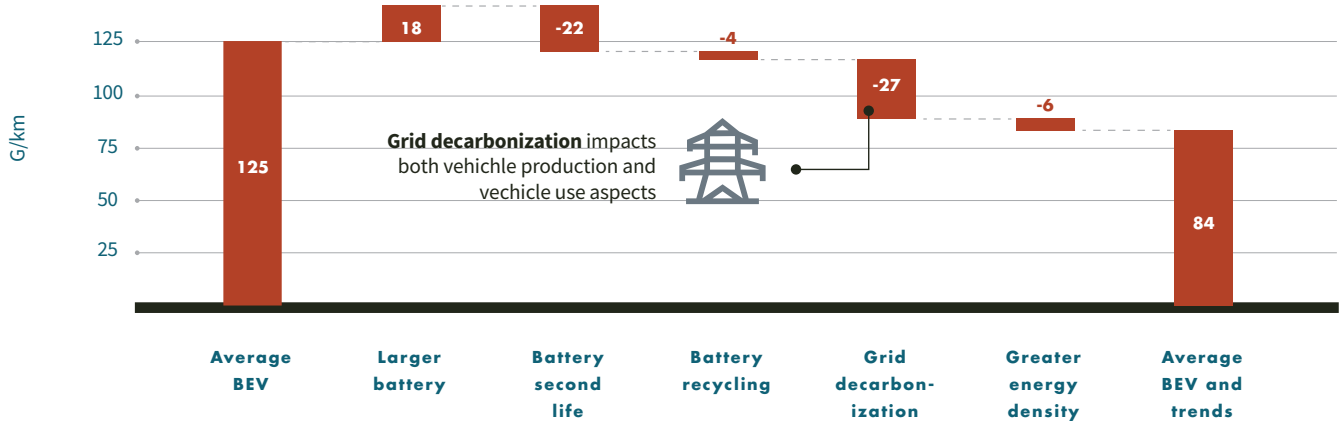 G/km
125
100
75
50
25
125
18
-22
-4
-27
-6
84
Grid decarbonization impacts
both vehichle production and
vechicle use aspects
Average
BEV
Larger
battery
Battery
second
life
Battery
recycling
Grid
decarbon-
ization
Greater
energy
density
Average
BEV and
trends